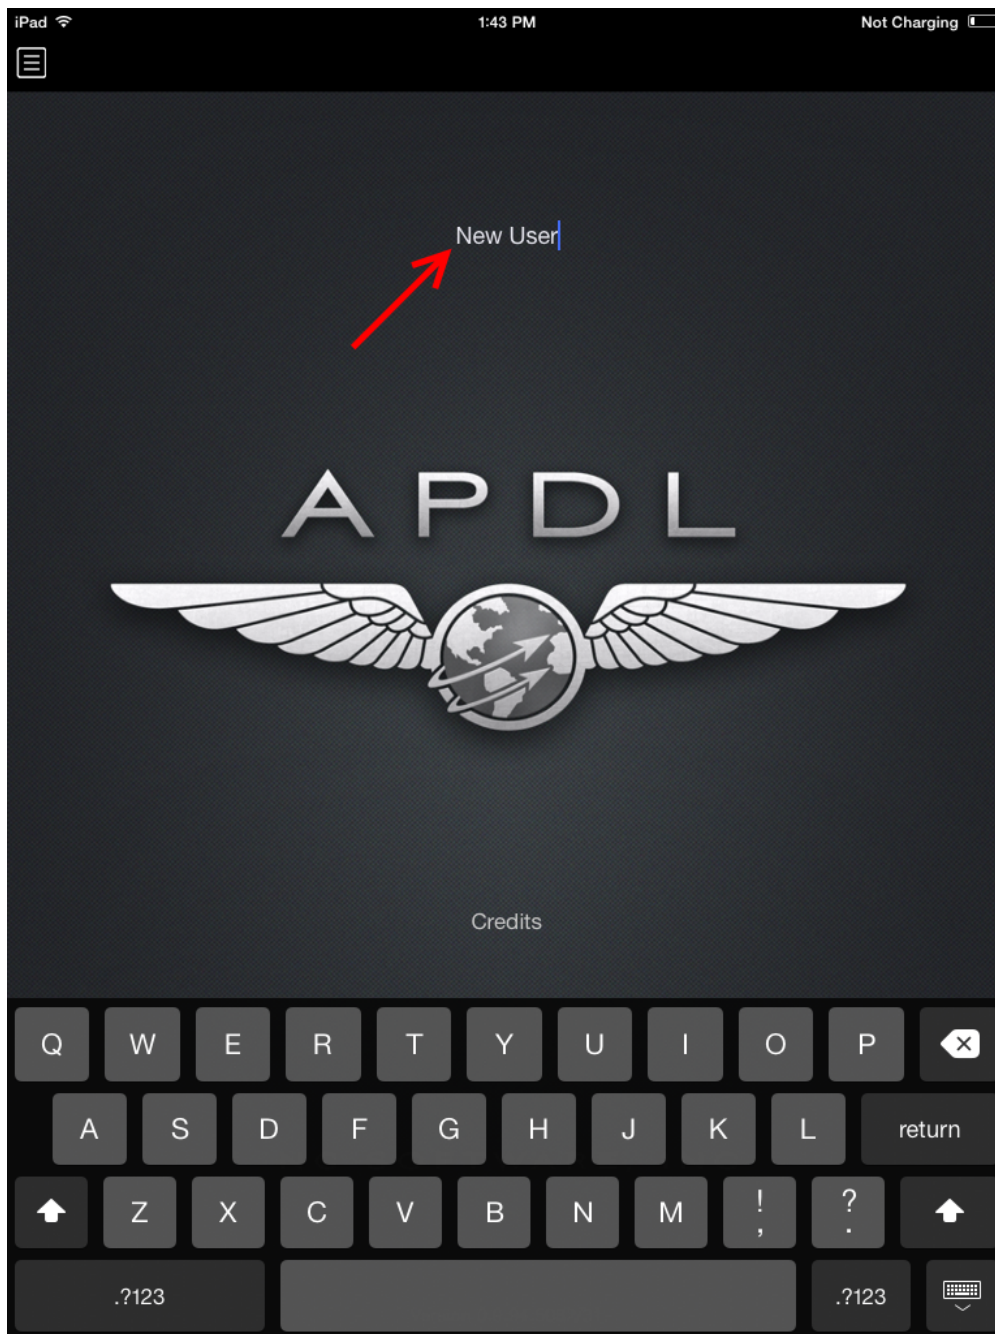 iPad 1:43 PM Not Charging
New User
APDL
Credits
Q W E R T Y U I O P
A S D F G H J K L return
Z X C V B N M ! , ? .
.?123 .?123